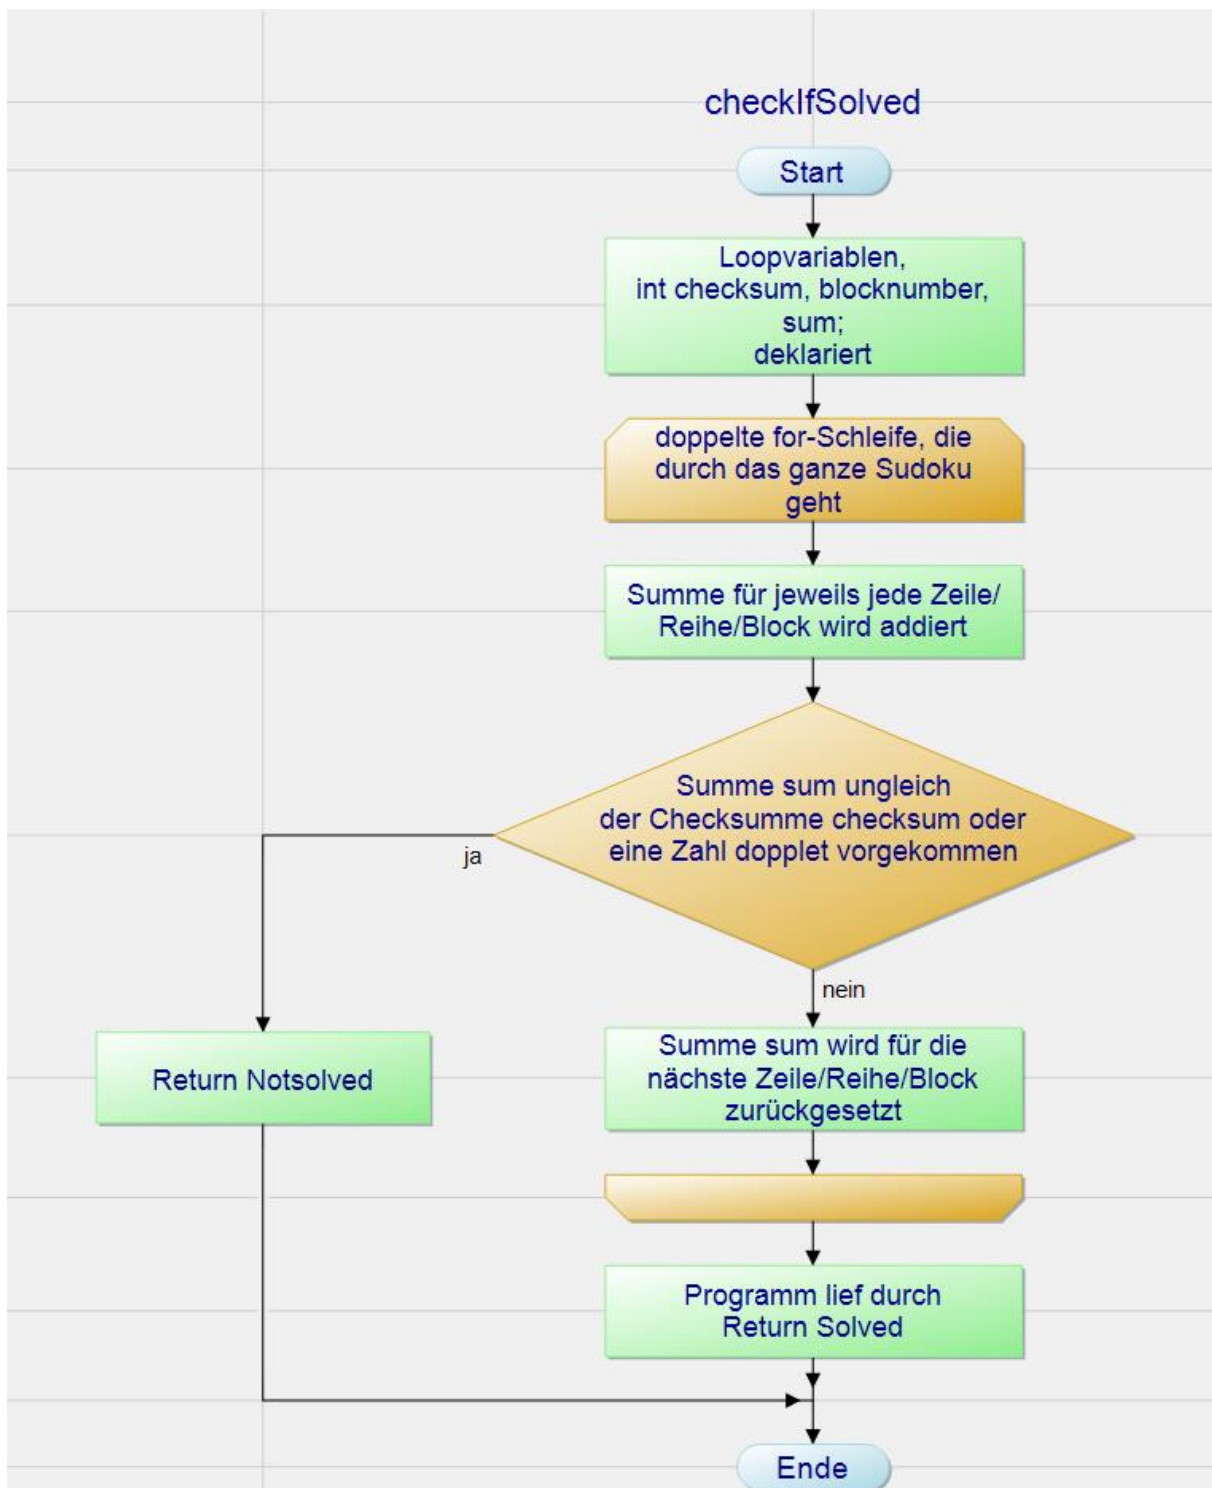 checkIfSolved
Start
Loopvariablen,
int checksum, blocknumber,
sum;
deklariert
doppelte for-Schleife, die
durch das ganze Sudoku
geht
Summe für jeweils jede Zeile/
Reihe/Block wird addiert
Summe sum ungleich
der Checksumme checksum oder
eine Zahl dopplet vorgekommen
ja
nein
Return Notsolved
Summe sum wird für die
nächste Zeile/Reihe/Block
zurückgesetzt
Programm lief durch
Return Solved
Ende